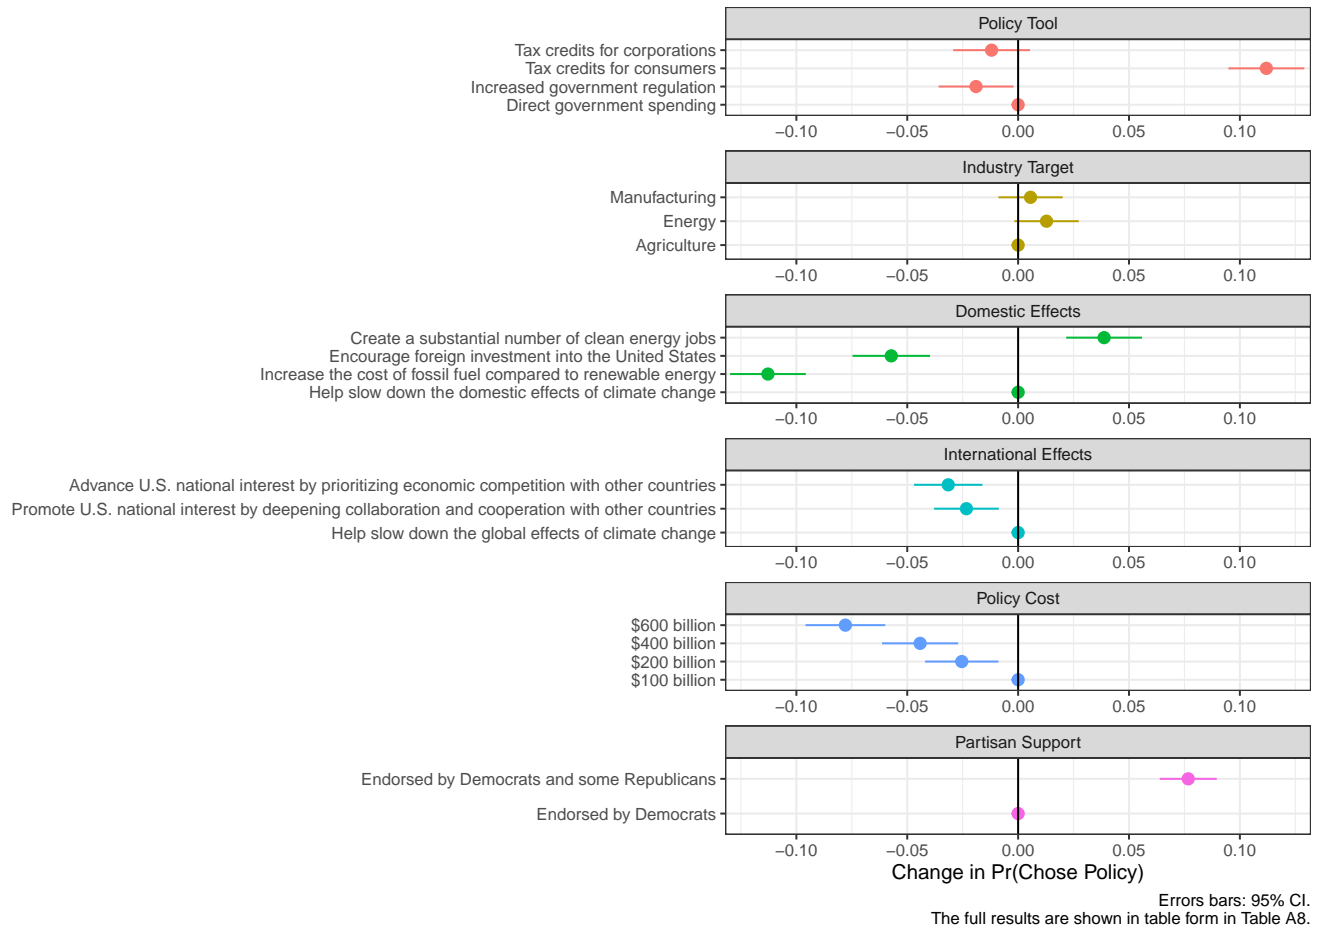 Policy Tool
Tax credits for corporations
Tax credits for consumers
Increased government regulation
Direct government spending
−0.10 −0.05 0.00 0.05 0.10
Industry Target
Manufacturing
Energy
Agriculture
−0.10 −0.05 0.00 0.05 0.10
Domestic Effects
Create a substantial number of clean energy jobs
Encourage foreign investment into the United States
Increase the cost of fossil fuel compared to renewable energy
Help slow down the domestic effects of climate change
−0.10 −0.05 0.00 0.05 0.10
International Effects
Advance U.S. national interest by prioritizing economic competition with other countries
Promote U.S. national interest by deepening collaboration and cooperation with other countries
Help slow down the global effects of climate change
−0.10 −0.05 0.00 0.05 0.10
Policy Cost
$600 billion
$400 billion
$200 billion
$100 billion
−0.10 −0.05 0.00 0.05 0.10
Partisan Support
Endorsed by Democrats and some Republicans
Endorsed by Democrats
−0.10 −0.05 0.00 0.05 0.10
Change in Pr(Chose Policy)
Errors bars: 95% CI.
The full results are shown in table form in Table A8.